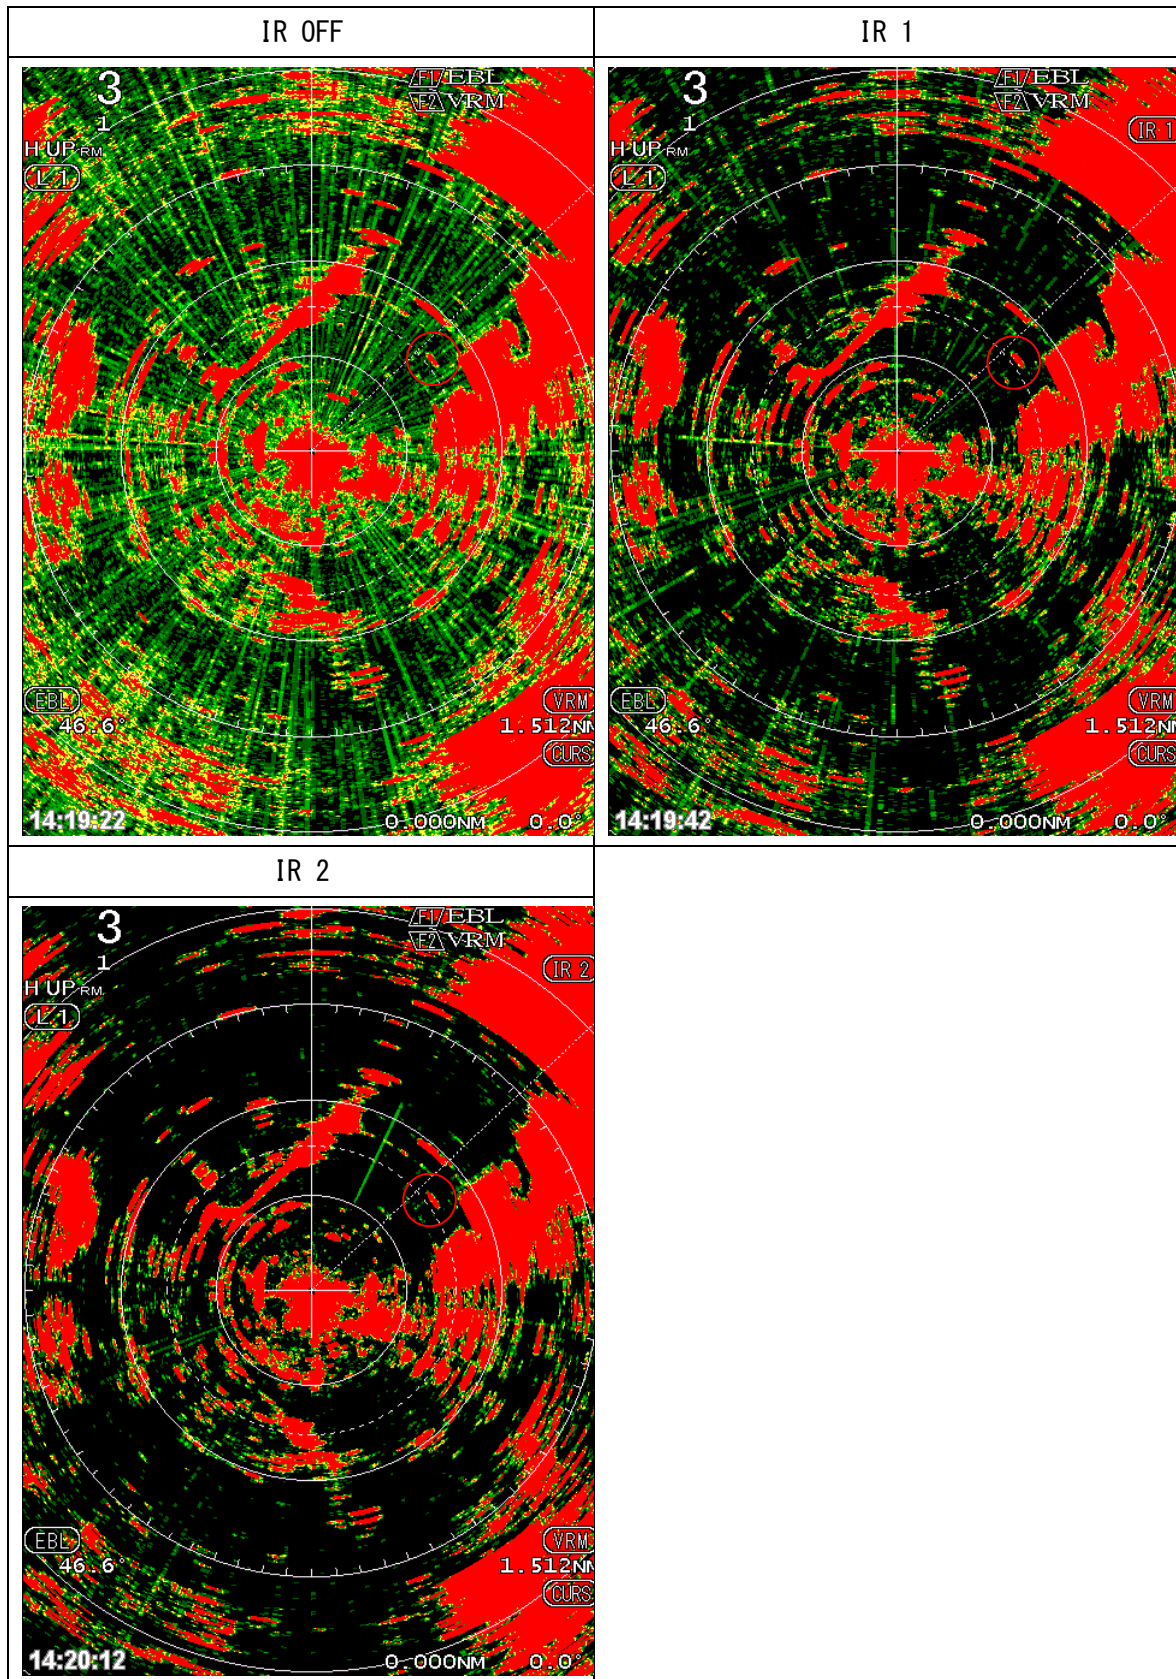 IR OFF
IR 1
3
F1 EBL
F2 VRM
1
H UP RM
L 1
EBL
46.6°
VRM
1.512NM
CURS
14:19:22
0.000NM 0.0°
3
F1 EBL
F2 VRM
1
IR 1
H UP RM
L 1
EBL
46.6°
VRM
1.512NM
CURS
14:19:42
0.000NM 0.0°
IR 2
3
F1 EBL
F2 VRM
1
IR 2
H UP RM
L 1
EBL
46.6°
VRM
1.512NM
CURS
14:20:12
0.000NM 0.0°